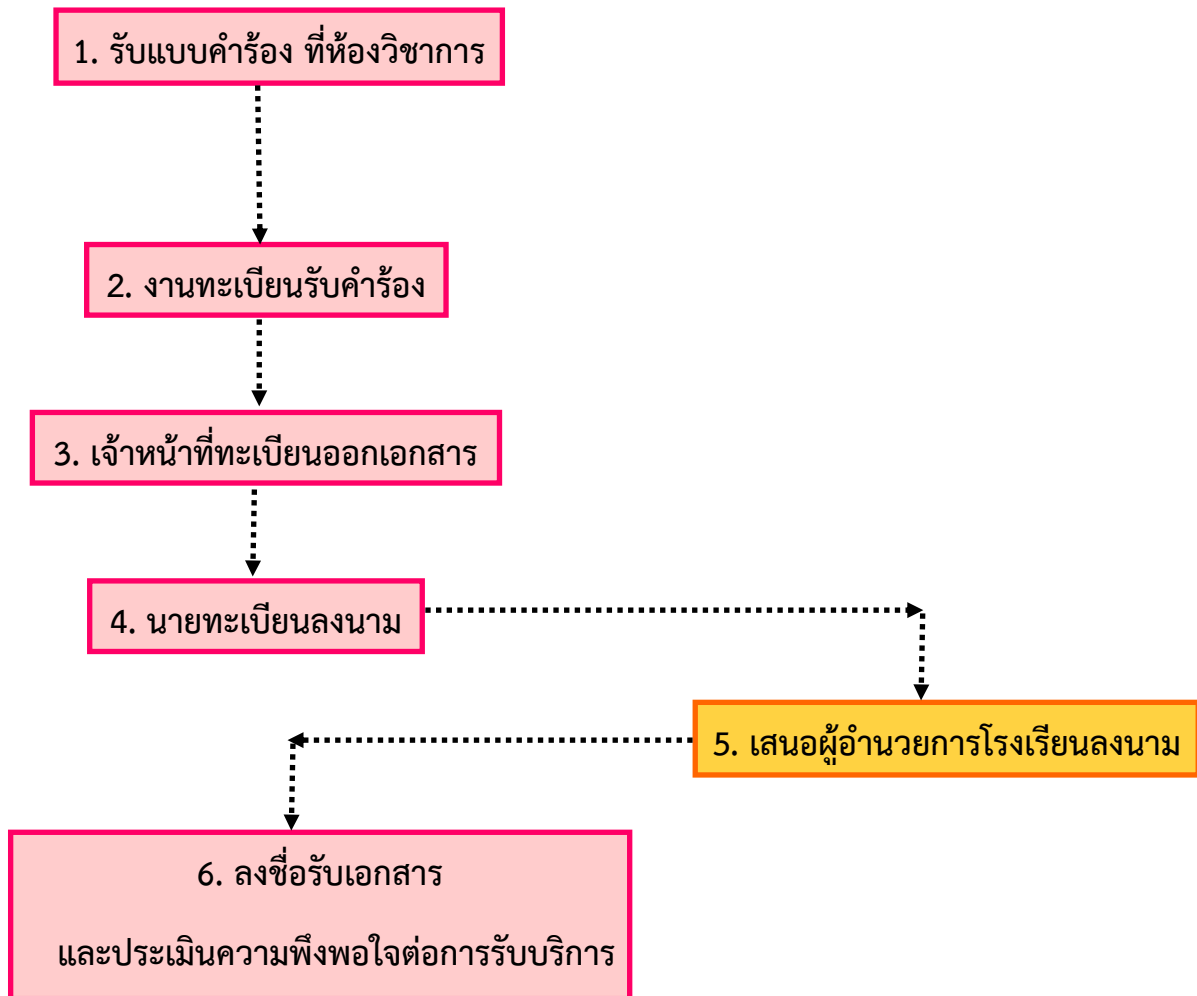 1. รับแบบคำร้อง ที่ห้องวิชาการ
2. งานทะเบียนรับคำร้อง
3. เจ้าหน้าที่ทะเบียนออกเอกสาร
4. นายทะเบียนลงนาม
5. เสนอผู้อำนวยการโรงเรียนลงนาม
6. ลงชื่อรับเอกสาร
และประเมินความพึงพอใจต่อการรับบริการ